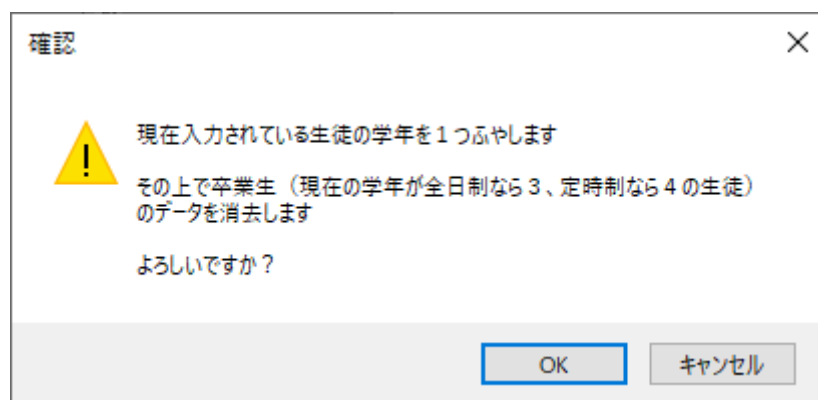 確認
現在入力されている生徒の学年を1つふやします
その上で卒業生(現在の学年が全日制なら3、定時制なら4の生徒)
のデータを消去します
よろしいですか?
OK
キャンセル